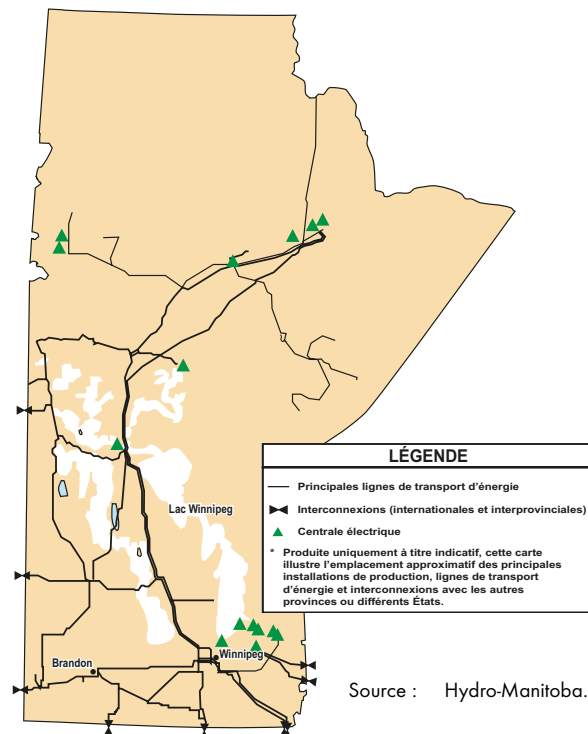 Lac Winnipeg
LÉGENDE
Principales lignes de transport d'énergie
Interconnexions (internationales et interprovinciales)
Centrale électrique
* Produite uniquement à titre indicatif, cette carte
illustre l'emplacement approximatif des principales
installations de production, lignes de transport
d'énergie et interconnexions avec les autres
provinces ou différents États.
Brandon
Winnipeg
Source : Hydro-Manitoba.